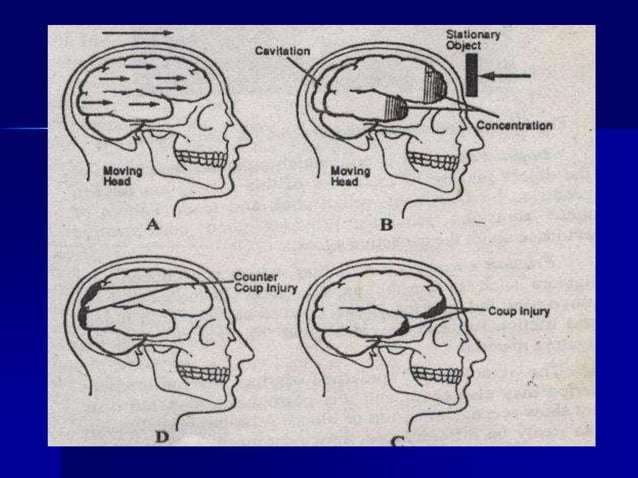 Moving
Head
A
Cavitation
Stationary
Object
Concentration
Moving
Head
B
Counter
Coup Injury
D
Coup Injury
C